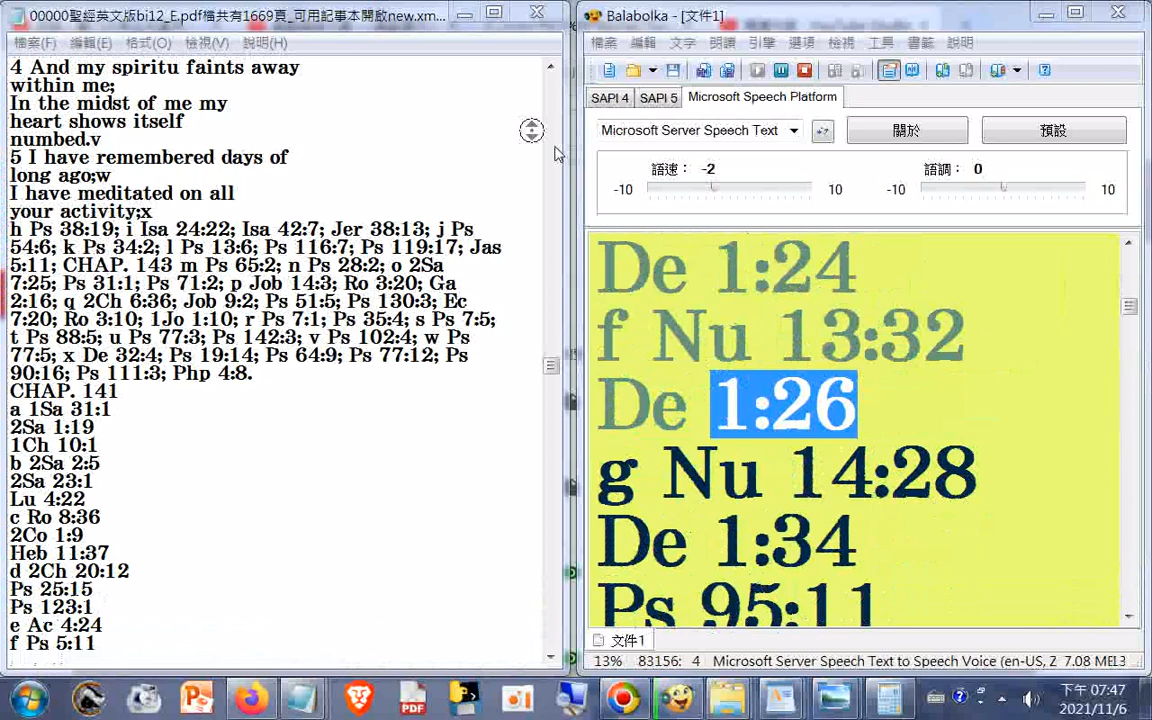 00000聖經英文版bi12_E.pdf檔共有1669頁_可用記事本開啟new.xm...
檔案(F) 編輯(E) 格式(O) 檢視(V) 說明(H)
4 And my spiritu faints away
within me;
In the midst of me my
heart shows itself
numbed.v
5 I have remembered days of
long ago;w
I have meditated on all
your activity;x
h Ps 38:19; i Isa 24:22; Isa 42:7; Jer 38:13; j Ps
54:6; k Ps 34:2; l Ps 13:6; Ps 116:7; Ps 119:17; Jas
5:11; CHAP. 143 m Ps 65:2; n Ps 28:2; o 2Sa
7:25; Ps 31:1; Ps 71:2; p Job 14:3; Ro 3:20; Ga
2:16; q 2Ch 6:36; Job 9:2; Ps 51:5; Ps 130:3; Ec
7:20; Ro 3:10; 1Jo 1:10; r Ps 7:1; Ps 35:4; s Ps 7:5;
t Ps 88:5; u Ps 77:3; Ps 142:3; v Ps 102:4; w Ps
77:5; x De 32:4; Ps 19:14; Ps 64:9; Ps 77:12; Ps
90:16; Ps 111:3; Php 4:8.
CHAP. 141
a 1Sa 31:1
2Sa 1:19
1Ch 10:1
b 2Sa 2:5
2Sa 23:1
Lu 4:22
c Ro 8:36
2Co 1:9
Heb 11:37
d 2Ch 20:12
Ps 25:15
Ps 123:1
e Ac 4:24
f Ps 5:11
Balabolka - [文件1]
檔案 編輯 文字 朗讀 引擎 選項 檢視 工具 書籤 說明
SAPI 4 SAPI 5 Microsoft Speech Platform
Microsoft Server Speech Text 關於 預設
語速： -2 語調： 0
-10 10 -10 10
De 1:24
f Nu 13:32
De 1:26
g Nu 14:28
De 1:34
Ps 95:11
文件1
13% 83156: 4 Microsoft Server Speech Text to Speech Voice (en-US, Z 7.08 МЕІЗ
PDF
下午 07:47
2021/11/6